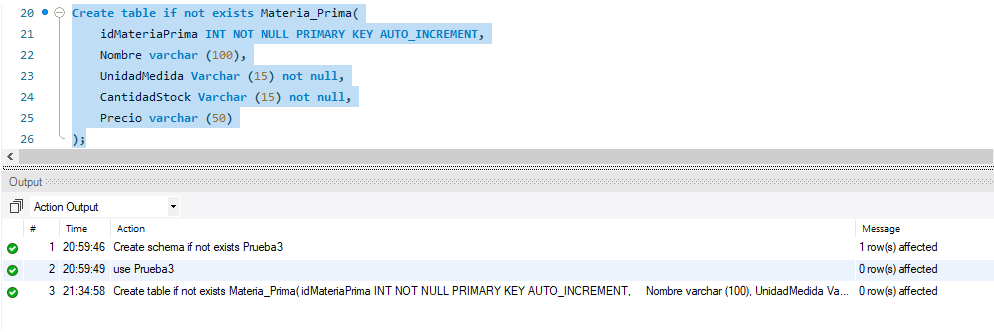 20 Create table if not exists Materia_Prima(
21 idMateriaPrima INT NOT NULL PRIMARY KEY AUTO_INCREMENT,
22 Nombre varchar (100),
23 UnidadMedida Varchar (15) not null,
24 CantidadStock Varchar (15) not null,
25 Precio varchar (50)
26 );
Output
Action Output
# Time Action Message
1 20:59:46 Create schema if not exists Prueba3 1 row(s) affected
2 20:59:49 use Prueba3 0 row(s) affected
3 21:34:58 Create table if not exists Materia_Prima( idMateriaPrima INT NOT NULL PRIMARY KEY AUTO_INCREMENT, Nombre varchar (100), UnidadMedida Va... 0 row(s) affected